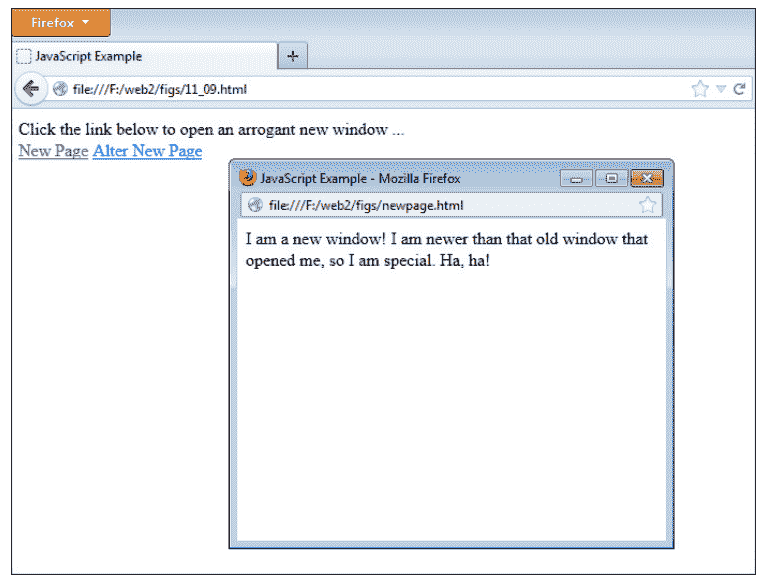 Firefox
JavaScript Example
file:///F:/web2/figs/11_09.html
Click the link below to open an arrogant new window ...
New Page Alter New Page
JavaScript Example - Mozilla Firefox
file:///F:/web2/figs/newpage.html
I am a new window! I am newer than that old window that
opened me, so I am special. Ha, ha!